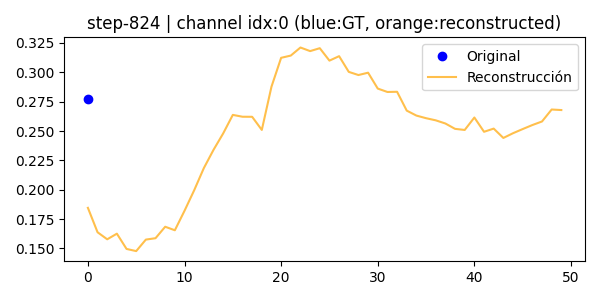 step-824 | channel idx:0 (blue:GT, orange:reconstructed)
Original
Reconstrucción
0.325
0.300
0.275
0.250
0.225
0.200
0.175
0.150
0 10 20 30 40 50